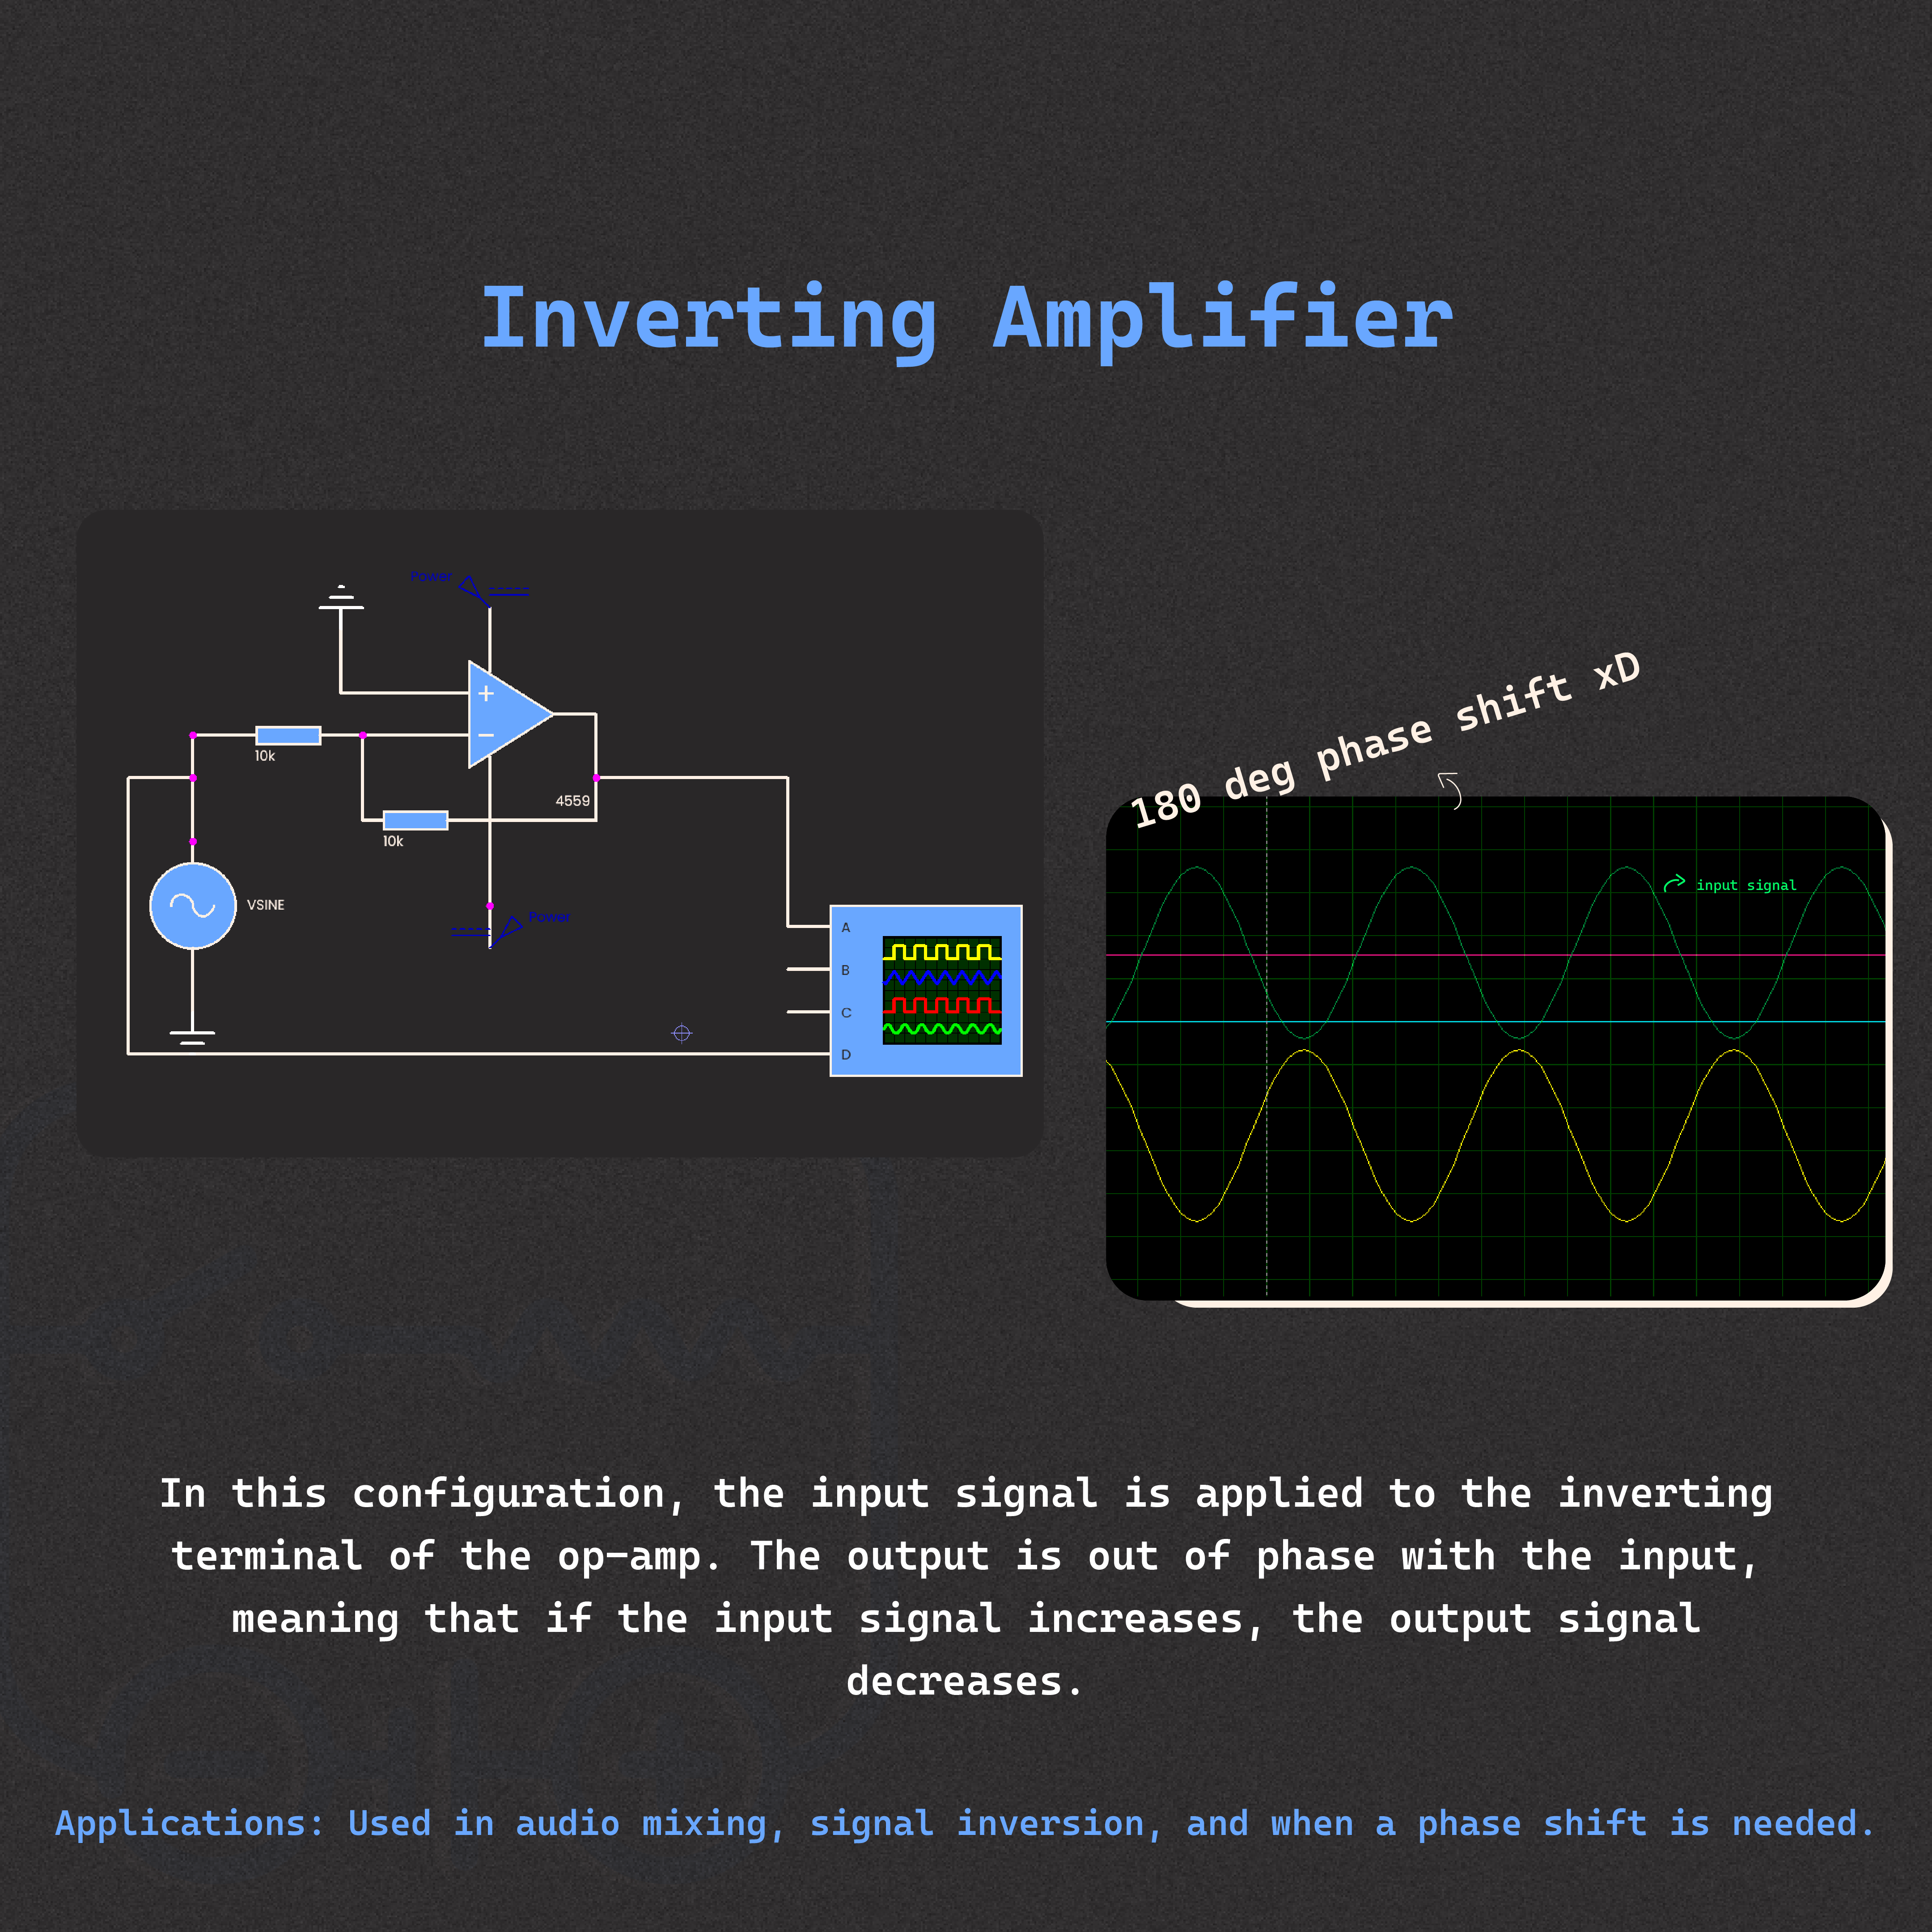 Inverting Amplifier
Power
+
−
10k
4559
10k
Power
VSINE
A
B
C
D
180 deg phase shift xD
input signal
In this configuration, the input signal is applied to the inverting
terminal of the op-amp. The output is out of phase with the input,
meaning that if the input signal increases, the output signal
decreases.
Applications: Used in audio mixing, signal inversion, and when a phase shift is needed.